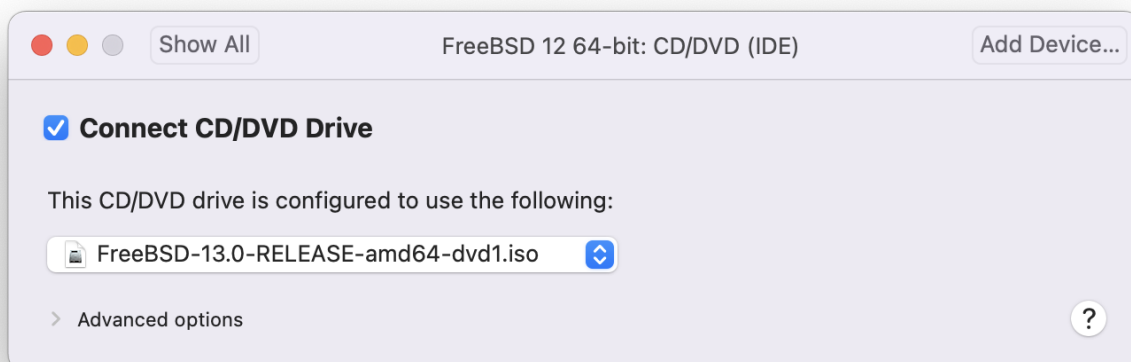 Show All FreeBSD 12 64-bit: CD/DVD (IDE) Add Device...
Connect CD/DVD Drive
This CD/DVD drive is configured to use the following:
FreeBSD-13.0-RELEASE-amd64-dvd1.iso
Advanced options
?